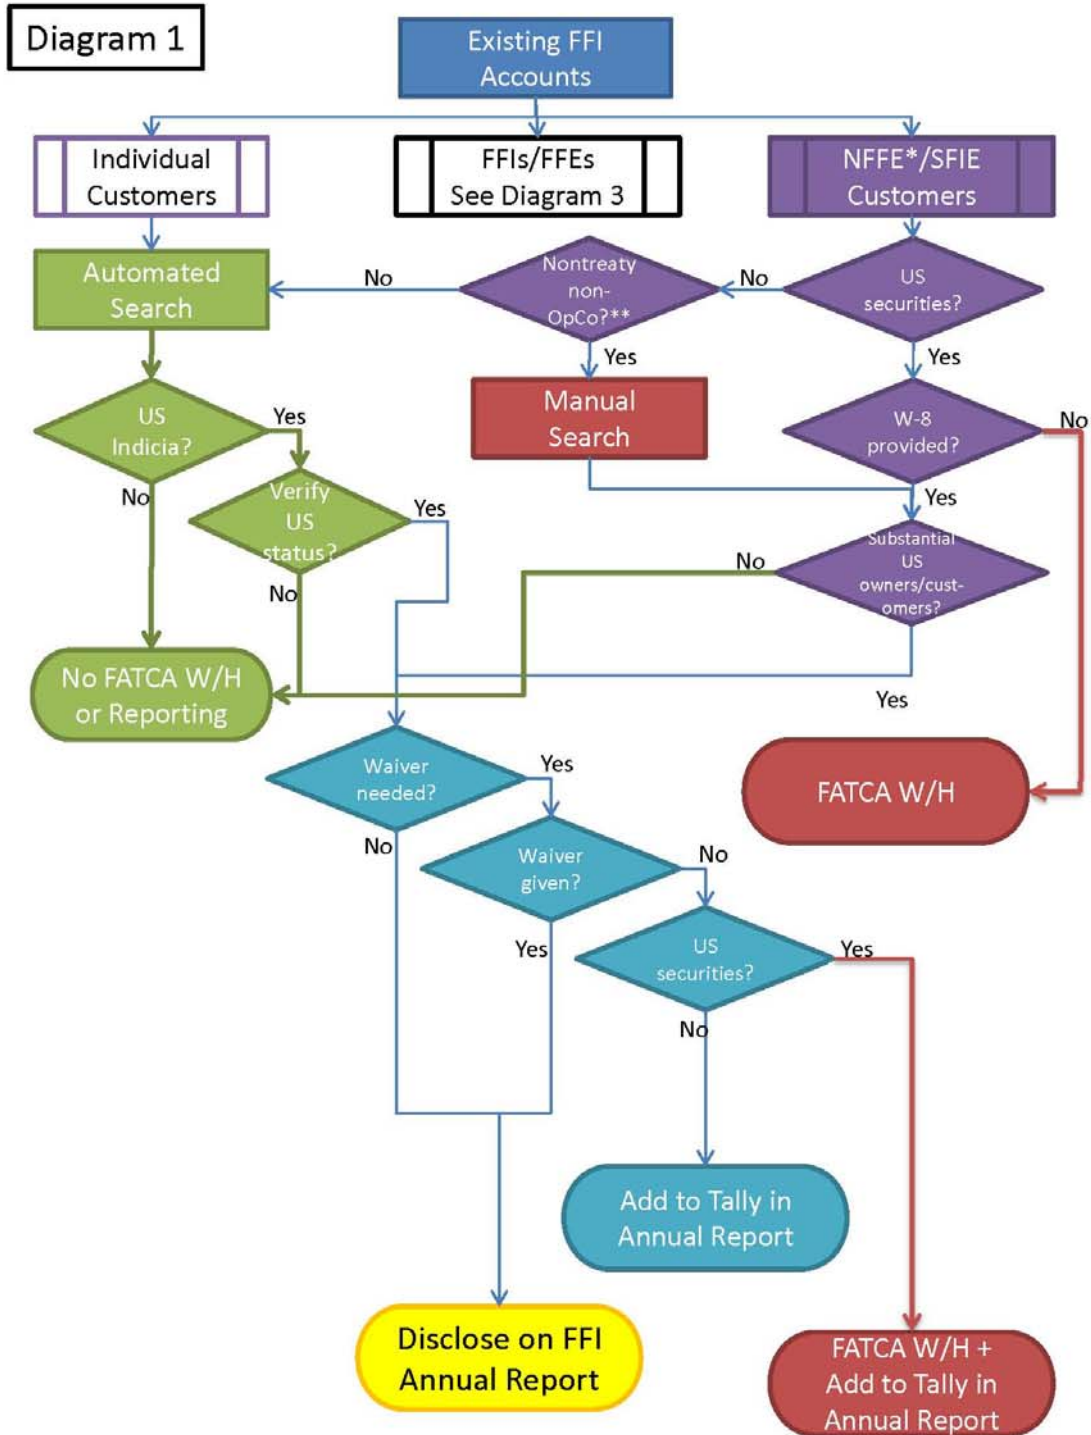 Diagram 1
Existing FFI
Accounts
Individual
Customers
FFIs/FFEs
See Diagram 3
NFFE*/SFIE
Customers
Automated
Search
No
Nontreaty
non-
OpCo?**
No
US
securities?
Yes
Yes
US
Indicia?
Yes
Manual
Search
W-8
provided?
No
No
Verify
US
status?
Yes
Yes
No
No
Substantial
US
owners/cust-
omers?
No FATCA W/H
or Reporting
Yes
Waiver
needed?
Yes
FATCA W/H
No
Waiver
given?
No
Yes
US
securities?
Yes
No
Add to Tally in
Annual Report
Disclose on FFI
Annual Report
FATCA W/H +
Add to Tally in
Annual Report